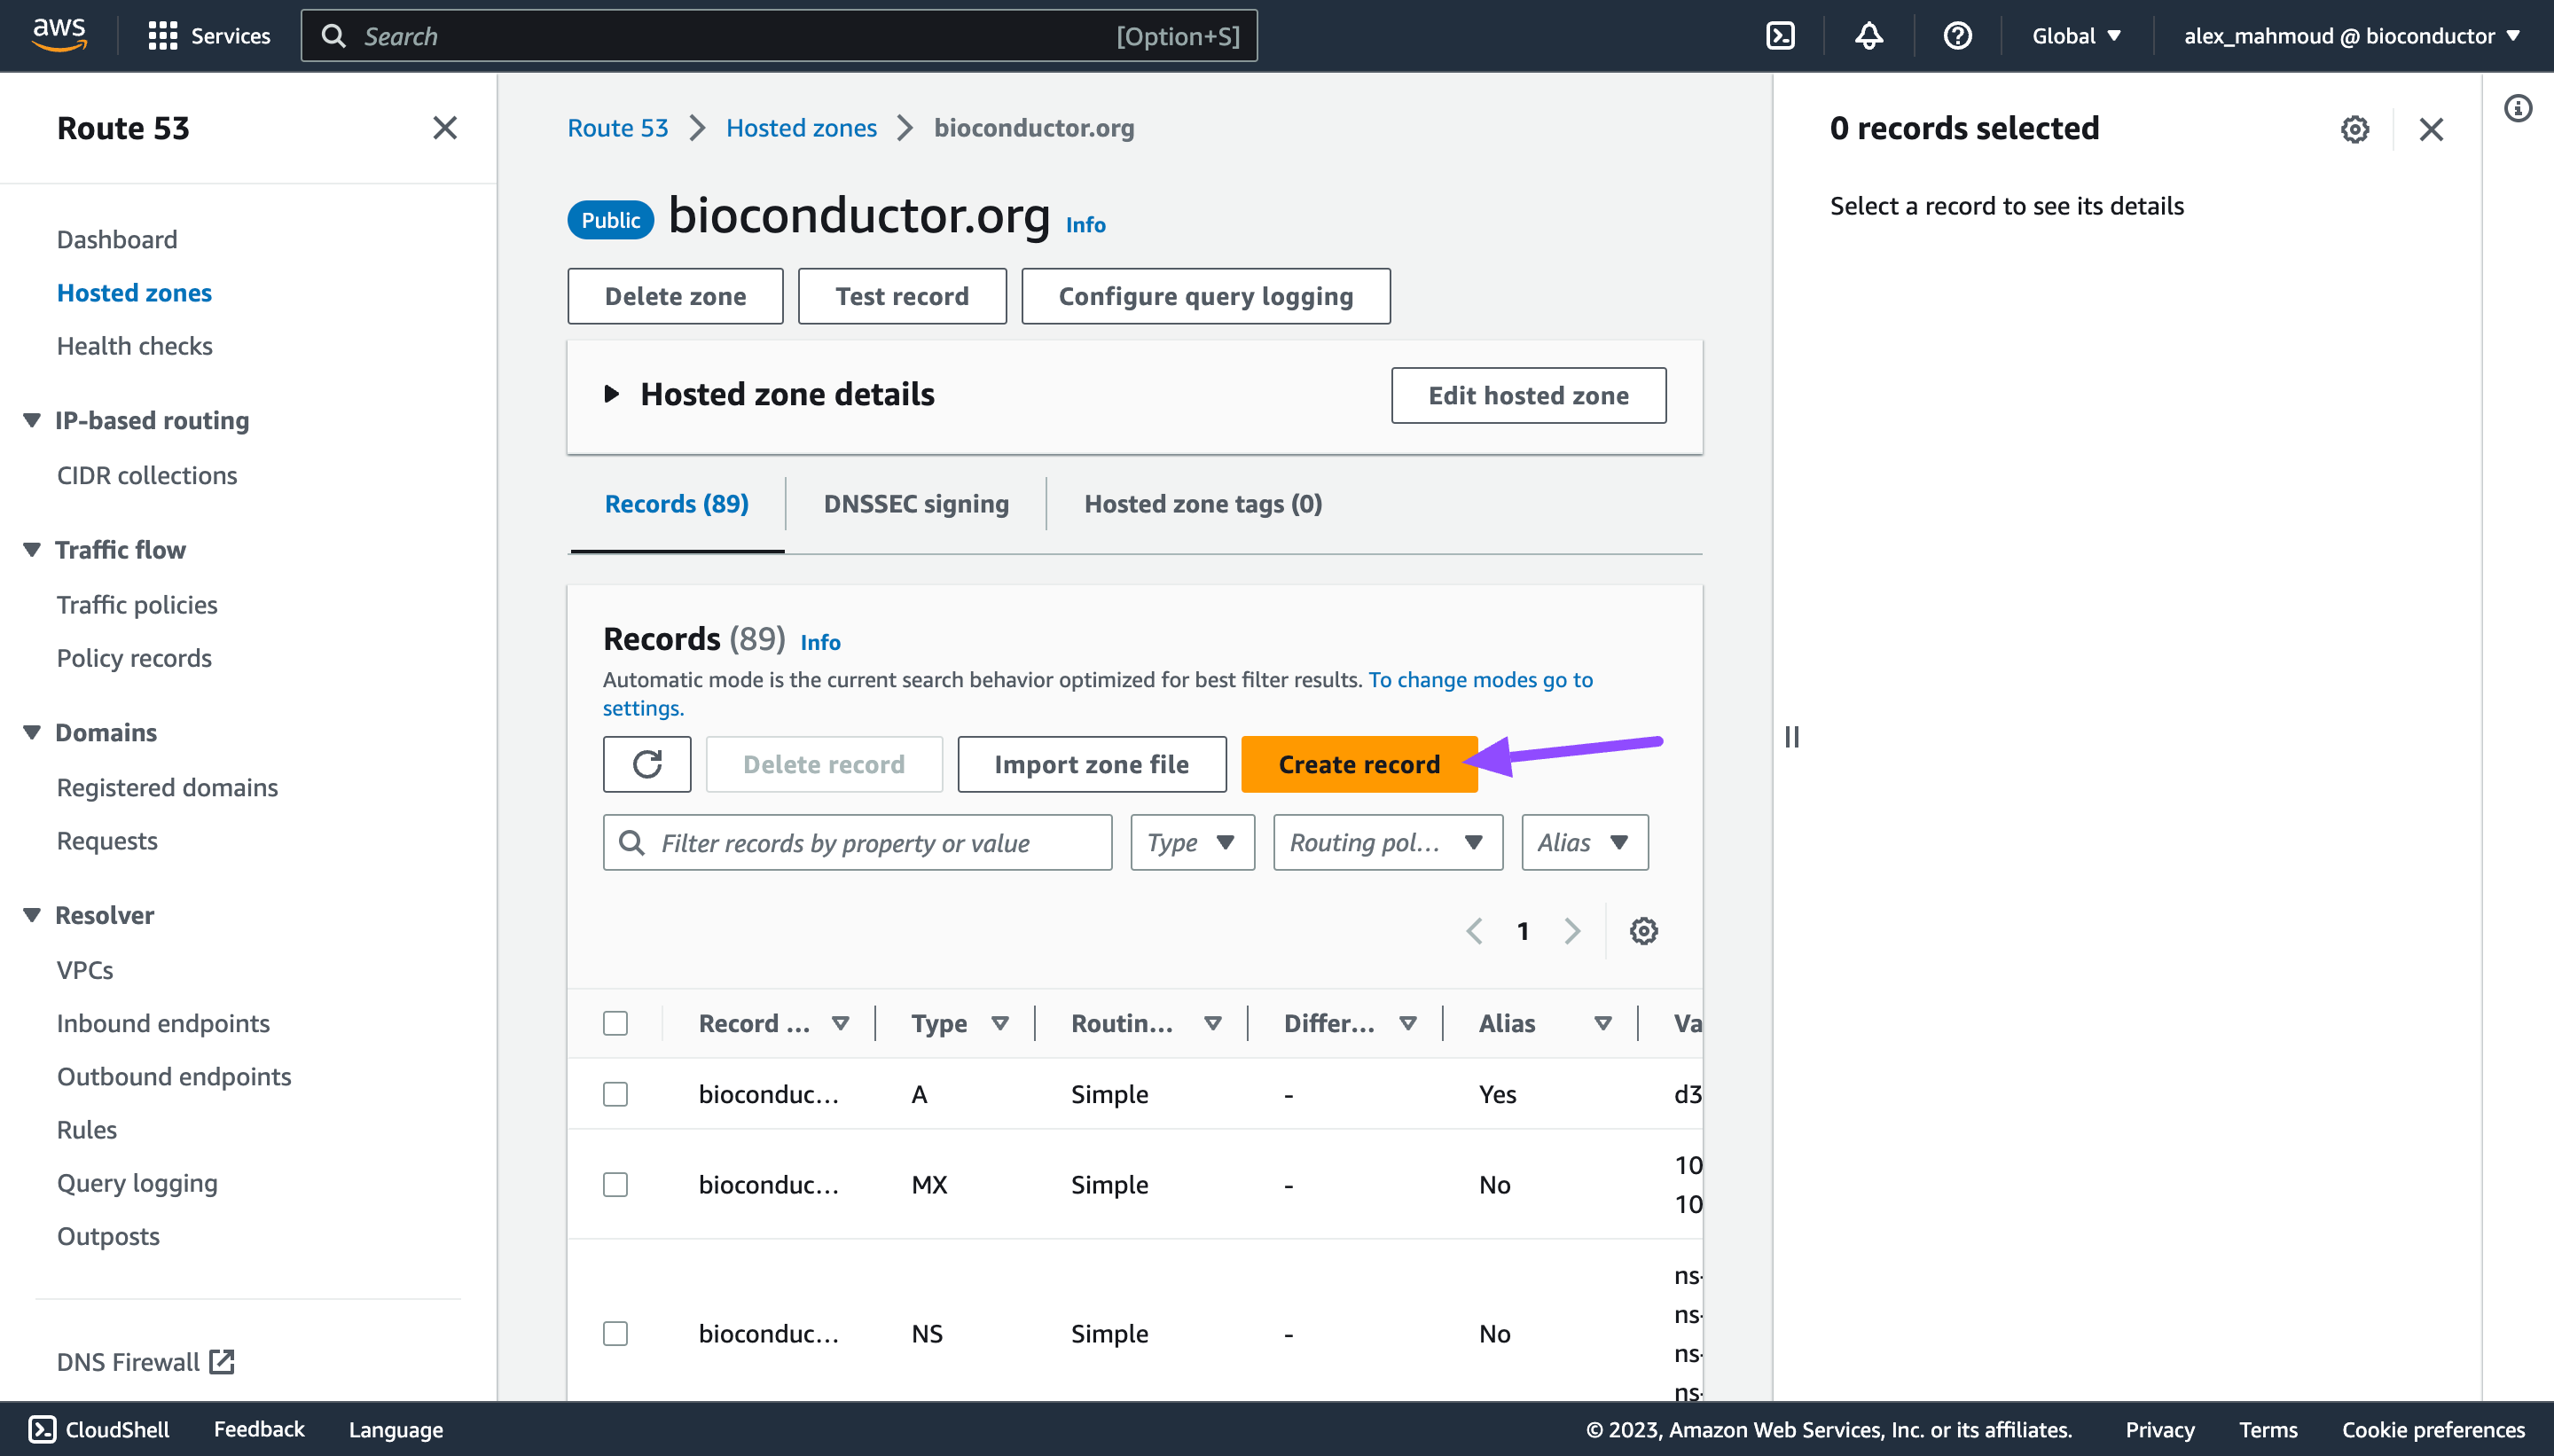 aws
Services
Search
[Option+S]
Global
alex_mahmoud @ bioconductor
Route 53
Dashboard
Hosted zones
Health checks
IP-based routing
CIDR collections
Traffic flow
Traffic policies
Policy records
Domains
Registered domains
Requests
Resolver
VPCs
Inbound endpoints
Outbound endpoints
Rules
Query logging
Outposts
DNS Firewall
Route 53 Hosted zones bioconductor.org
Public bioconductor.org Info
Delete zone Test record Configure query logging
Hosted zone details Edit hosted zone
Records (89) DNSSEC signing Hosted zone tags (0)
Records (89) Info
Automatic mode is the current search behavior optimized for best filter results. To change modes go to
settings.
Delete record Import zone file Create record
Filter records by property or value Type Routing pol... Alias
1
Record ... Type Routin... Differ... Alias Va
bioconduc... A Simple - Yes d3
bioconduc... MX Simple - No 10
10
bioconduc... NS Simple - No ns-
ns-
ns-
ns-
0 records selected
Select a record to see its details
CloudShell Feedback Language © 2023, Amazon Web Services, Inc. or its affiliates. Privacy Terms Cookie preferences